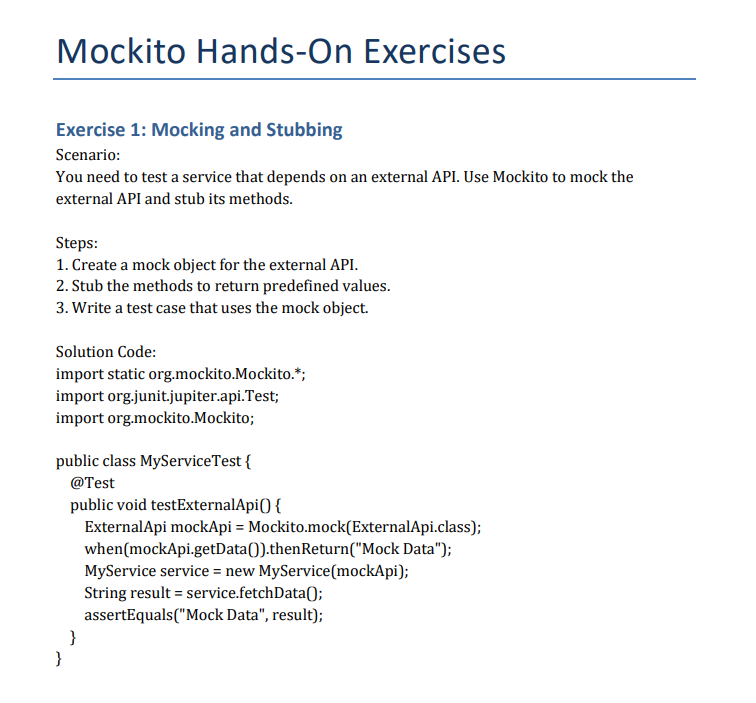 Mockito Hands-On Exercises
Exercise 1: Mocking and Stubbing
Scenario:
You need to test a service that depends on an external API. Use Mockito to mock the
external API and stub its methods.
Steps:
1. Create a mock object for the external API.
2. Stub the methods to return predefined values.
3. Write a test case that uses the mock object.
Solution Code:
import static org.mockito.Mockito.*;
import org.junit.jupiter.api.Test;
import org.mockito.Mockito;
public class MyServiceTest {
@Test
public void testExternalApi() {
ExternalApi mockApi = Mockito.mock(ExternalApi.class);
when(mockApi.getData()).thenReturn("Mock Data");
MyService service = new MyService(mockApi);
String result = service.fetchData();
assertEquals("Mock Data", result);
}
}